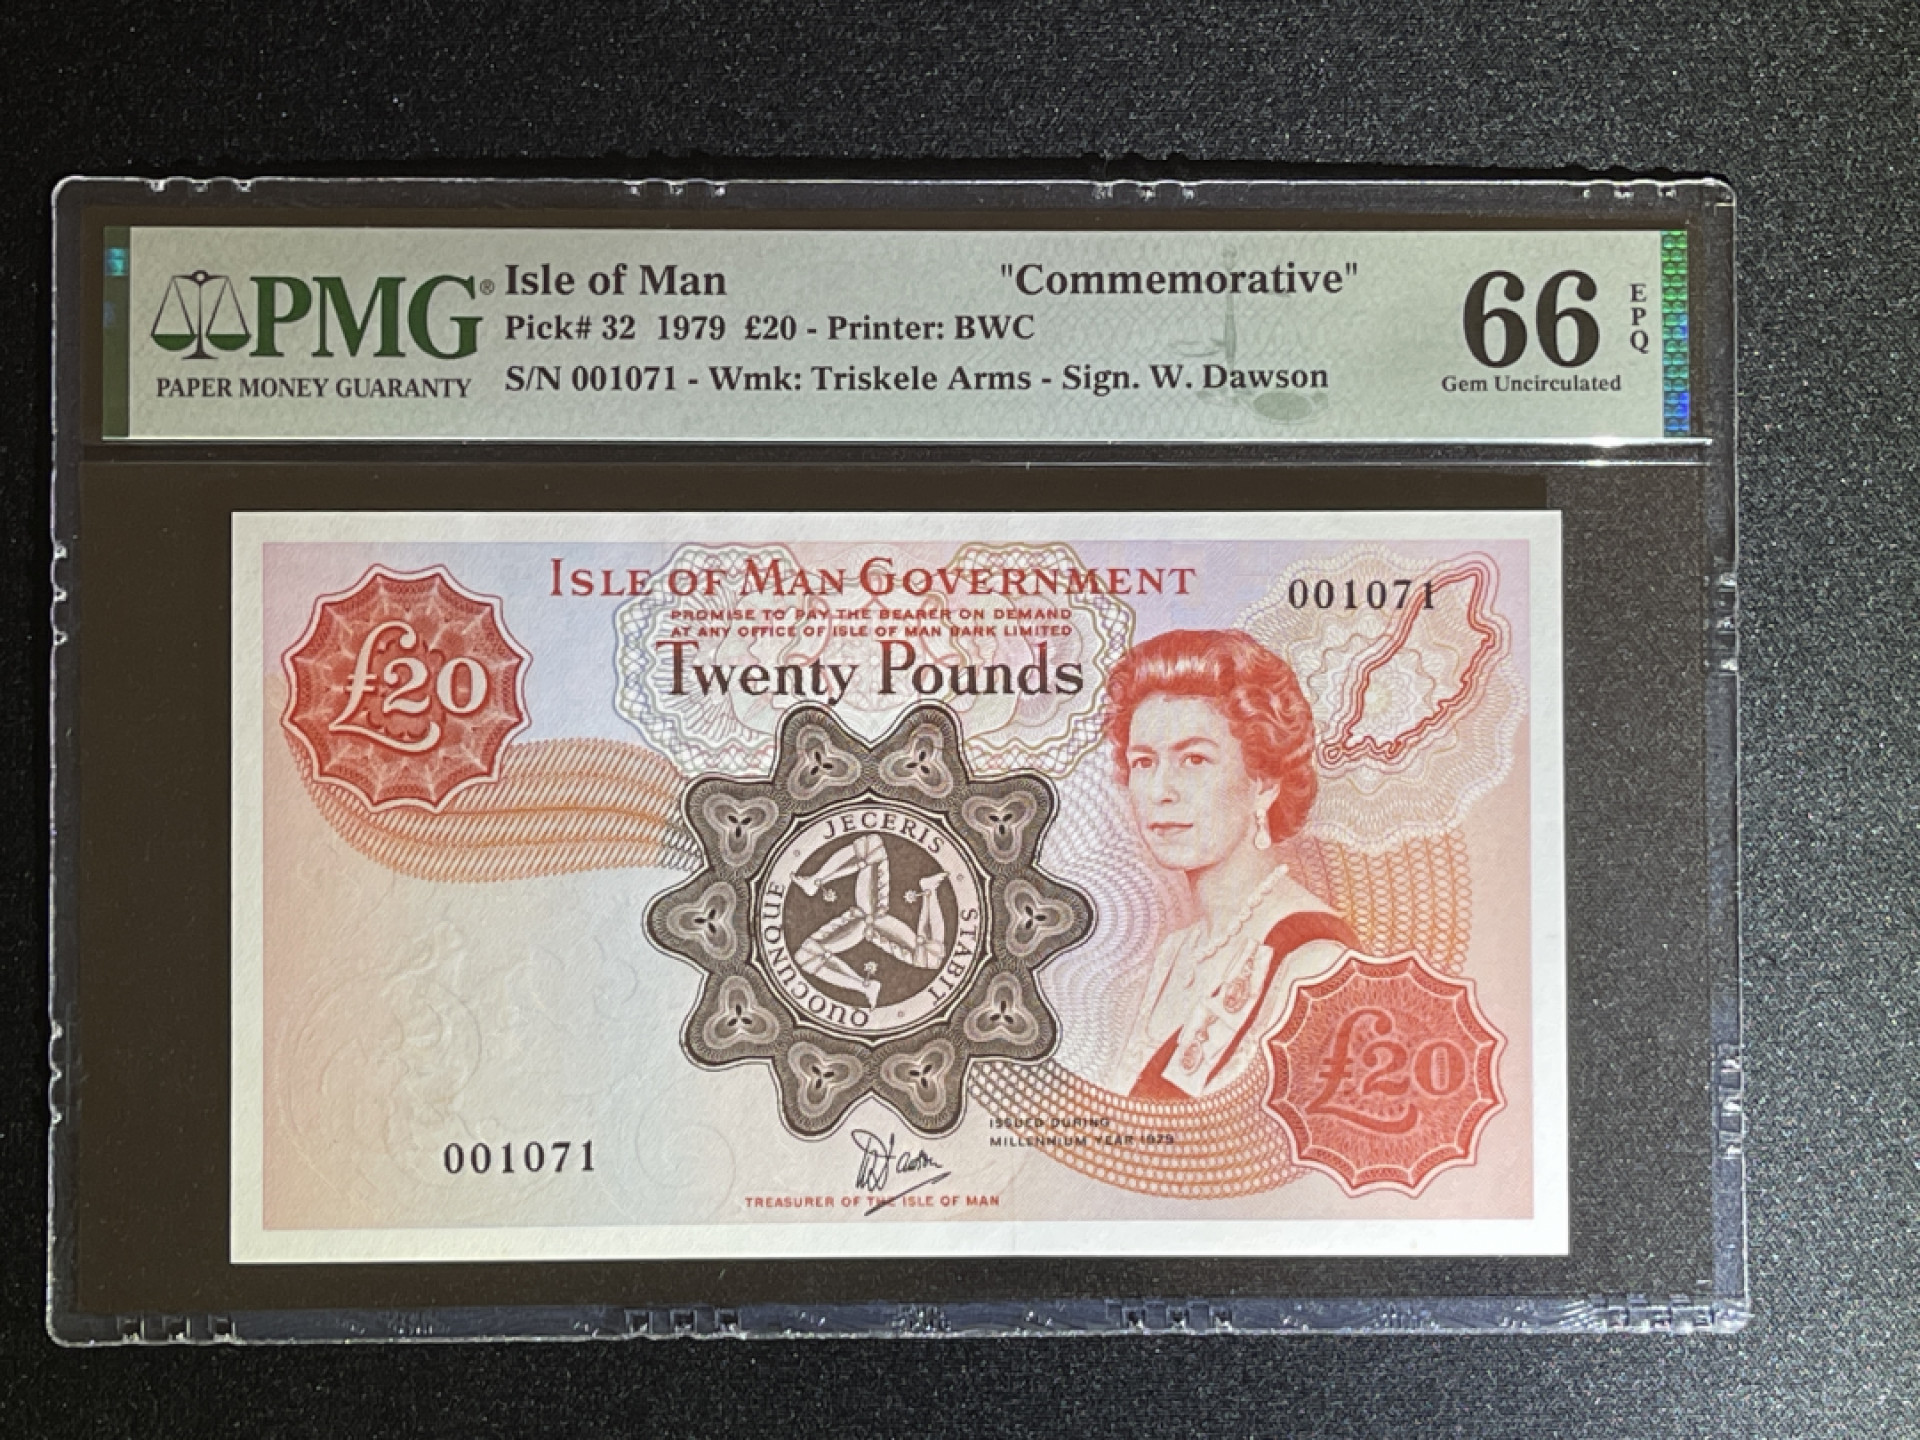 PMG®
PAPER MONEY GUARANTY
Isle of Man "Commemorative"
Pick# 32 1979 £20 - Printer: BWC
S/N 001071 - Wmk: Triskele Arms - Sign. W. Dawson
66
EPQ
Gem Uncirculated
ISLE OF MAN GOVERNMENT
PROMISE TO PAY THE BEARER ON DEMAND
AT ANY OFFICE OF ISLE OF MAN BANK LIMITED
Twenty Pounds
001071
£20
QUOCUNQUE JECERIS STABIT
£20
001071
ISSUED DURING
MILLENNIUM YEAR 1979
W Dawson
TREASURER OF THE ISLE OF MAN